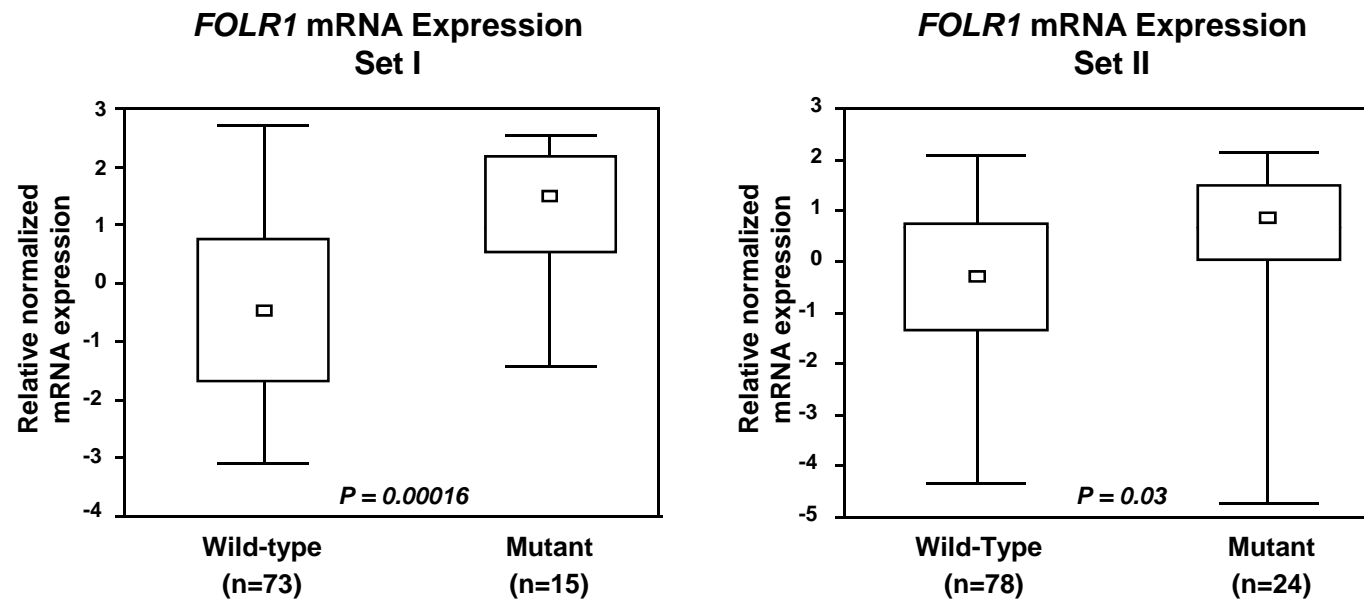 FOLR1 mRNA Expression
Set I
Relative normalized
mRNA expression
3
2
1
0
-1
-2
-3
-4
P = 0.00016
Wild-type
(n=73)
Mutant
(n=15)
FOLR1 mRNA Expression
Set II
Relative normalized
mRNA expression
3
2
1
0
-1
-2
-3
-4
-5
P = 0.03
Wild-Type
(n=78)
Mutant
(n=24)